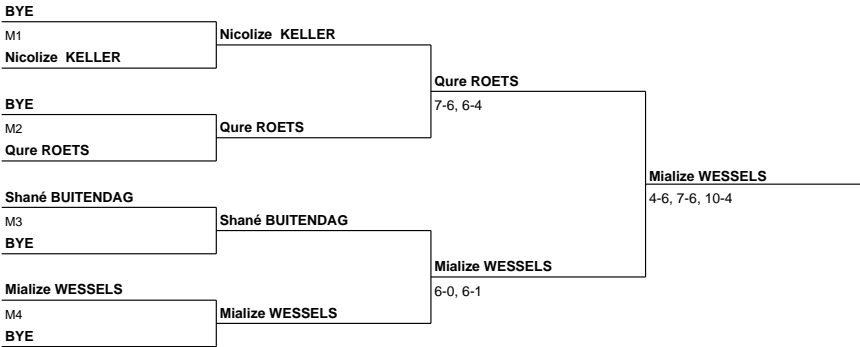 BYE
M1
Nicolize KELLER
BYE
M2
Qure ROETS
Shané BUITENDAG
M3
BYE
Mialize WESSELS
M4
BYE
Nicolize KELLER
Qure ROETS
Shané BUITENDAG
Mialize WESSELS
Qure ROETS
7-6, 6-4
Mialize WESSELS
6-0, 6-1
Mialize WESSELS
4-6, 7-6, 10-4